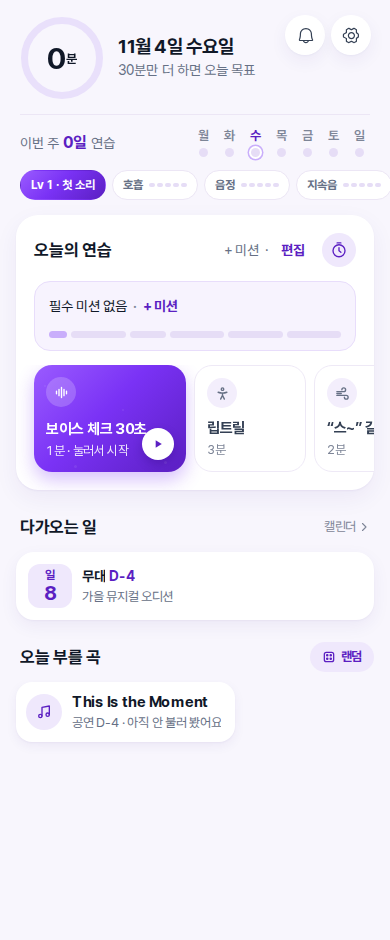 0분
11월 4일 수요일
30분만 더 하면 오늘 목표
이번 주 0일 연습
월 화 수 목 금 토 일
Lv 1 · 첫 소리
호흡
음정
지속음
오늘의 연습
+ 미션 · 편집
필수 미션 없음 · + 미션
보이스 체크 30초
1분 · 눌러서 시작
립트릴
3분
“스~” 길
2분
다가오는 일
캘린더
일
8
무대 D-4
가을 뮤지컬 오디션
오늘 부를 곡
랜덤
This Is the Moment
공연 D-4 · 아직 안 불러 봤어요